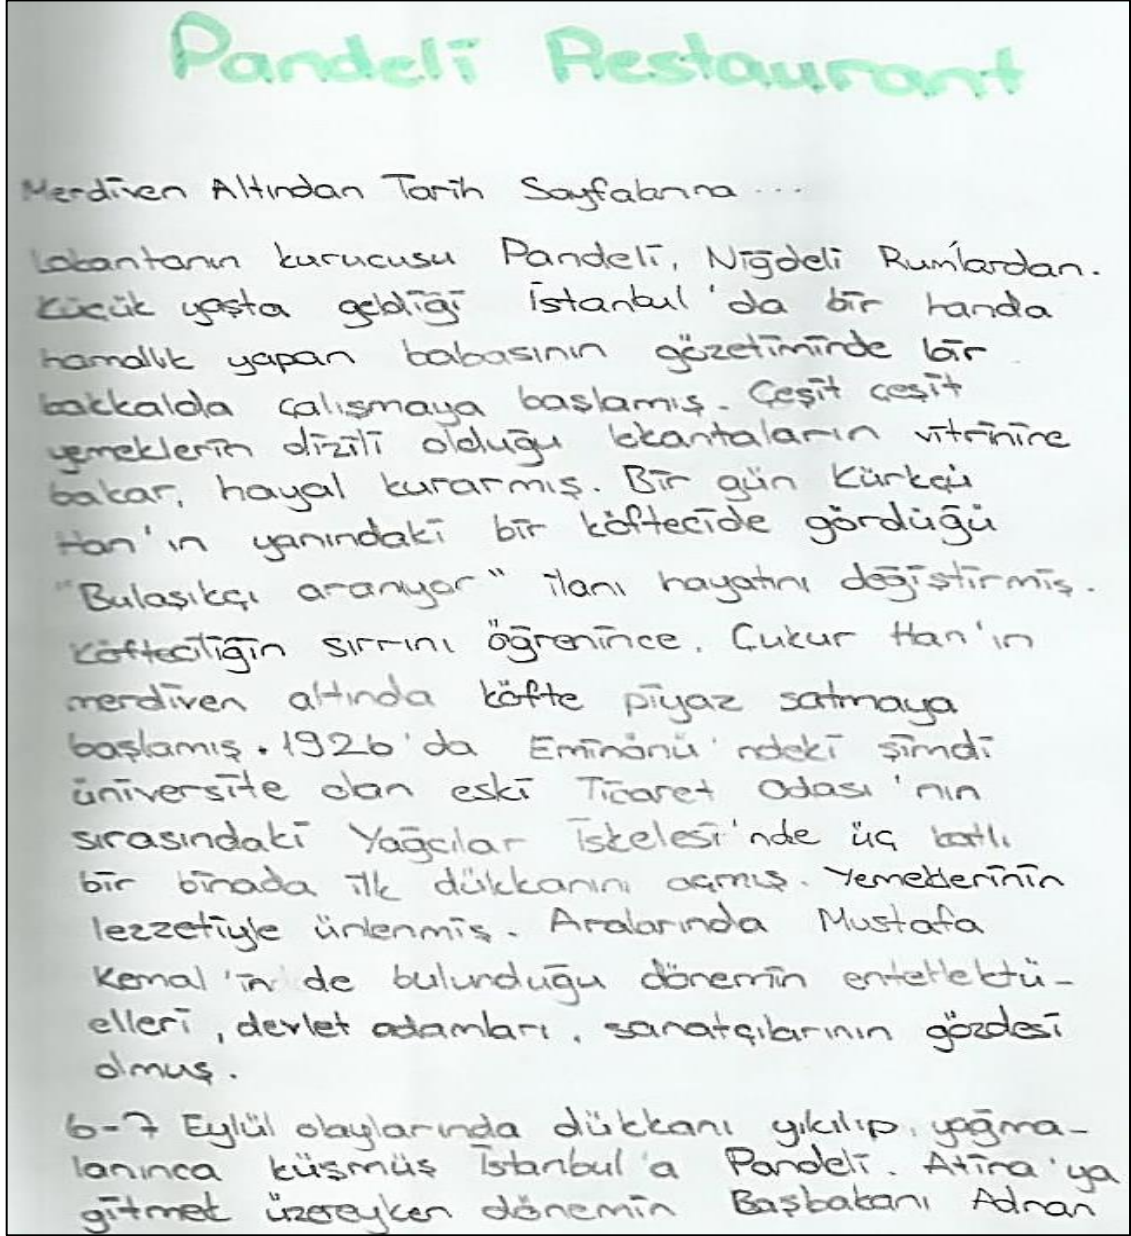 Pandeli Restaurant
Merdiven Altından Tarih Sayfalarına ....
Lokantanın kurucusu Pandeli, Niğdeli Rum'lardan.
Küçük yaşta geldiği İstanbul'da bir handa
hamallık yapan babasının gözetiminde bir
bakkalda çalışmaya başlamış. Çeşit çeşit
yemeklerin dizili olduğu lokantaların vitrinine
bakar, hayal kurarmış. Bir gün Kürkçü
Han'ın yanındaki bir köftecide gördüğü
"Bulaşıkçı aranıyor" ilanı hayatını değiştirmiş.
Köfteciliğin sırrını öğrenince, Çukur Han'ın
merdiven altında köfte piyaz satmaya
başlamış. 1926'da Eminönü'ndeki şimdi
üniversite olan eski Ticaret Odası'nın
sırasındaki Yağcılar İskelesi'nde üç katlı
bir binada ilk dükkanını açmış. Yemeklerinin
lezzetiyle ünlenmiş. Aralarında Mustafa
Kemal'in de bulunduğu dönemin entellektü-
elleri, devlet adamları, sanatçılarının gözdesi
olmuş.
6-7 Eylül olaylarında dükkanı yıkılıp, yağma-
lanınca küsmüş İstanbul'a Pandeli. Atina'ya
gitmek üzereyken dönemin Başbakanı Adnan